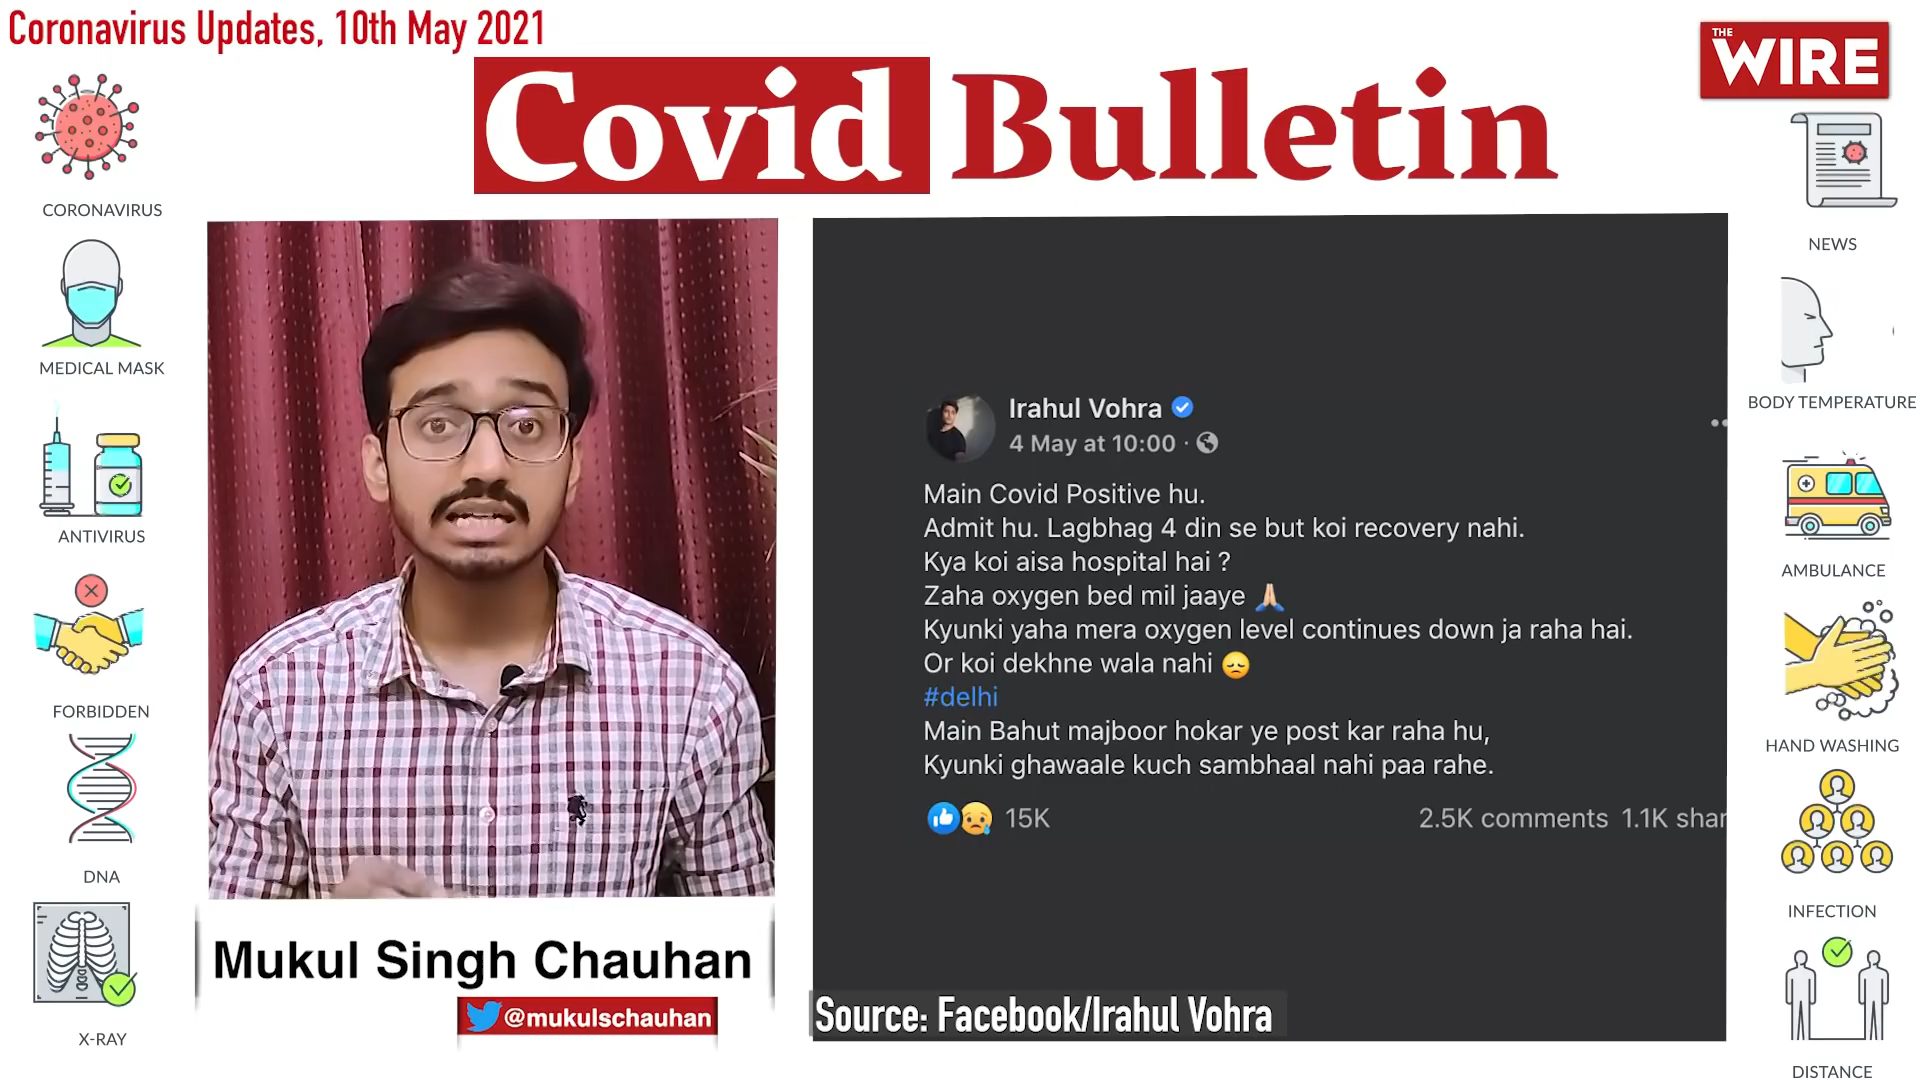 Coronavirus Updates, 10th May 2021
THE
WIRE
Covid Bulletin
CORONAVIRUS
MEDICAL MASK
ANTIVIRUS
FORBIDDEN
DNA
X-RAY
Irahul Vohra
4 May at 10:00 ·
Main Covid Positive hu.
Admit hu. Lagbhag 4 din se but koi recovery nahi.
Kya koi aisa hospital hai ?
Zaha oxygen bed mil jaaye 🙏
Kyunki yaha mera oxygen level continues down ja raha hai.
Or koi dekhne wala nahi 😞
#delhi
Main Bahut majboor hokar ye post kar raha hu,
Kyunki ghawaale kuch sambhaal nahi paa rahe.
15K 2.5K comments 1.1K shar
Mukul Singh Chauhan
@mukulschauhan
Source: Facebook/Irahul Vohra
NEWS
BODY TEMPERATURE
AMBULANCE
HAND WASHING
INFECTION
DISTANCE